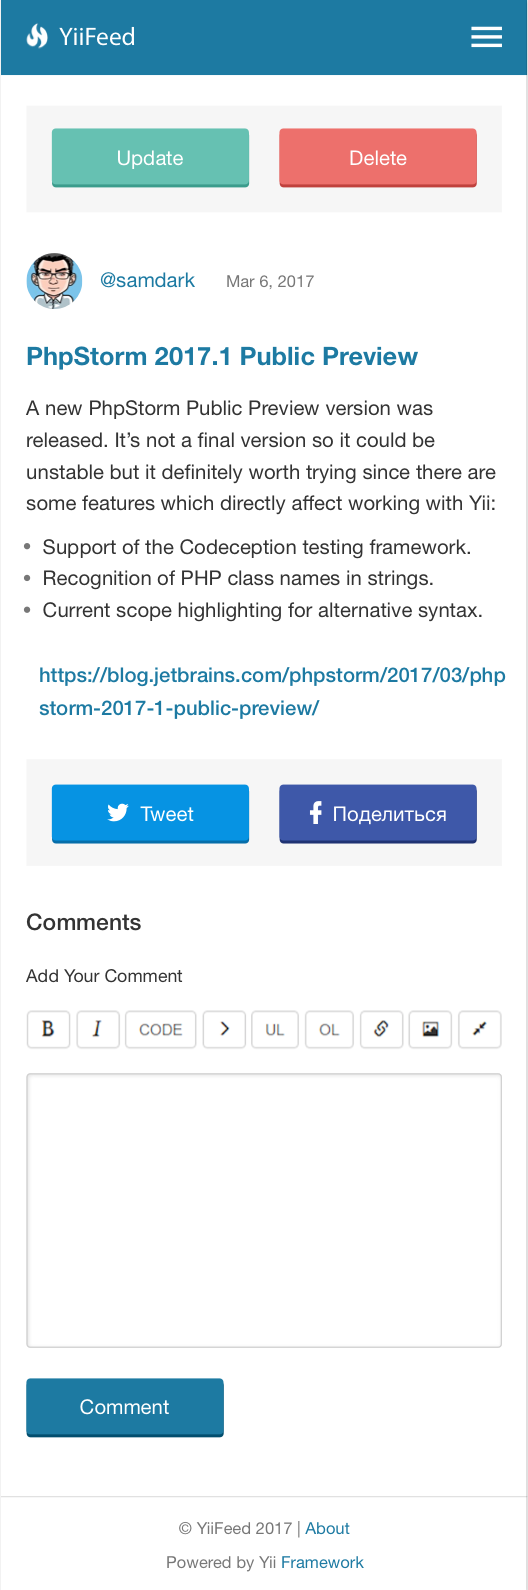 YiiFeed
Update
Delete
@samdark
Mar 6, 2017
PhpStorm 2017.1 Public Preview
A new PhpStorm Public Preview version was
released. It’s not a final version so it could be
unstable but it definitely worth trying since there are
some features which directly affect working with Yii:
Support of the Codeception testing framework.
Recognition of PHP class names in strings.
Current scope highlighting for alternative syntax.
https://blog.jetbrains.com/phpstorm/2017/03/php
storm-2017-1-public-preview/
Tweet
Поделиться
Comments
Add Your Comment
B
I
CODE
UL
OL
Comment
© YiiFeed 2017 | About
Powered by Yii Framework